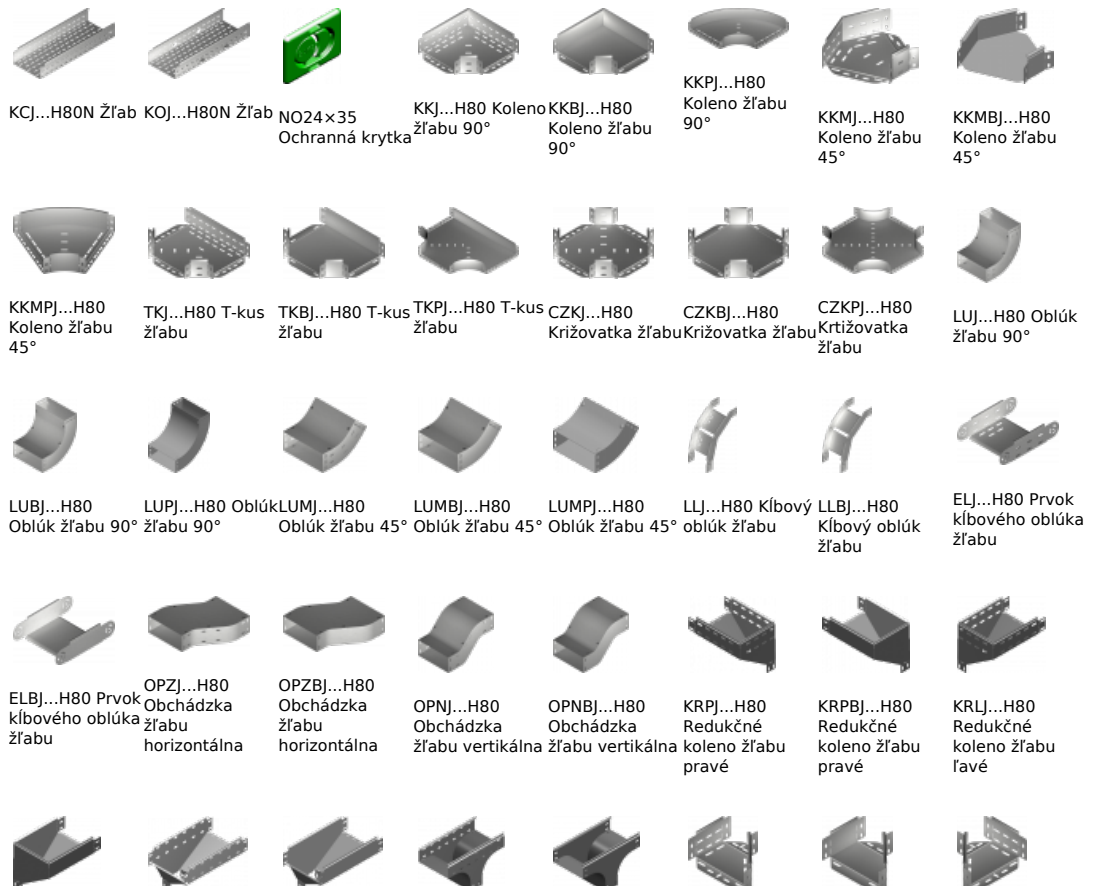 KCJ...H80N Žľab
KOJ...H80N Žľab
NO24×35
Ochranná krytka
KKJ...H80 Koleno
žľabu 90°
KKBJ...H80
Koleno žľabu
90°
KKPJ...H80
Koleno žľabu
90°
KKMJ...H80
Koleno žľabu
45°
KKMBJ...H80
Koleno žľabu
45°
KKMPJ...H80
Koleno žľabu
45°
TKJ...H80 T-kus
žľabu
TKBJ...H80 T-kus
žľabu
TKPJ...H80 T-kus
žľabu
CZKJ...H80
Križovatka žľabu
CZKBJ...H80
Križovatka žľabu
CZKPJ...H80
Krtižovatka
žľabu
LUJ...H80 Oblúk
žľabu 90°
LUBJ...H80
Oblúk žľabu 90°
LUPJ...H80 Oblúk
žľabu 90°
LUMJ...H80
Oblúk žľabu 45°
LUMBJ...H80
Oblúk žľabu 45°
LUMPJ...H80
Oblúk žľabu 45°
LLJ...H80 Kĺbový
oblúk žľabu
LLBJ...H80
Kĺbový oblúk
žľabu
ELJ...H80 Prvok
kĺbového oblúka
žľabu
ELBJ...H80 Prvok
kĺbového oblúka
žľabu
OPZJ...H80
Obchádzka
žľabu
horizontálna
OPZBJ...H80
Obchádzka
žľabu
horizontálna
OPNJ...H80
Obchádzka
žľabu vertikálna
OPNBJ...H80
Obchádzka
žľabu vertikálna
KRPJ...H80
Redukčné
koleno žľabu
pravé
KRPBJ...H80
Redukčné
koleno žľabu
pravé
KRLJ...H80
Redukčné
koleno žľabu
ľavé